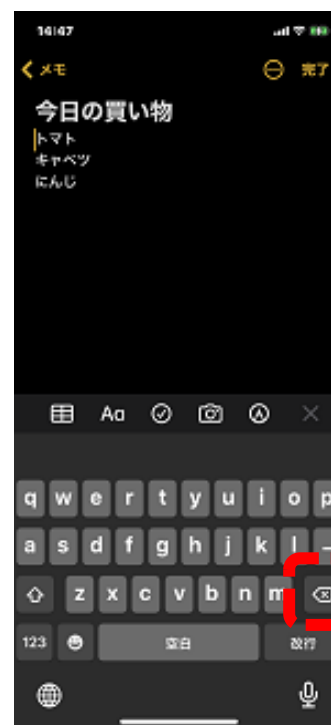 14:47
メモ
完了
今日の買い物
トマト
キャベツ
にんじ
Aa
q w e r t y u i o p
a s d f g h j k l ー
z x c v b n m
123 空白 改行